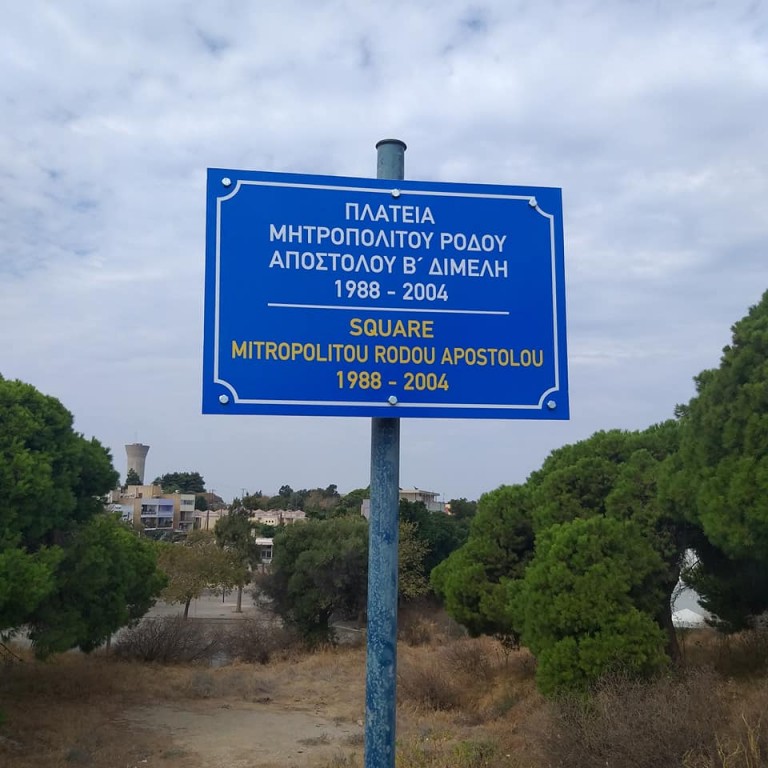 ΠΛΑΤΕΙΑ
ΜΗΤΡΟΠΟΛΙΤΟΥ ΡΟΔΟΥ
ΑΠΟΣΤΟΛΟΥ Β΄ ΔΙΜΕΛΗ
1988 - 2004
SQUARE
MITROPOLITOU RODOU APOSTOLOU
1988 - 2004